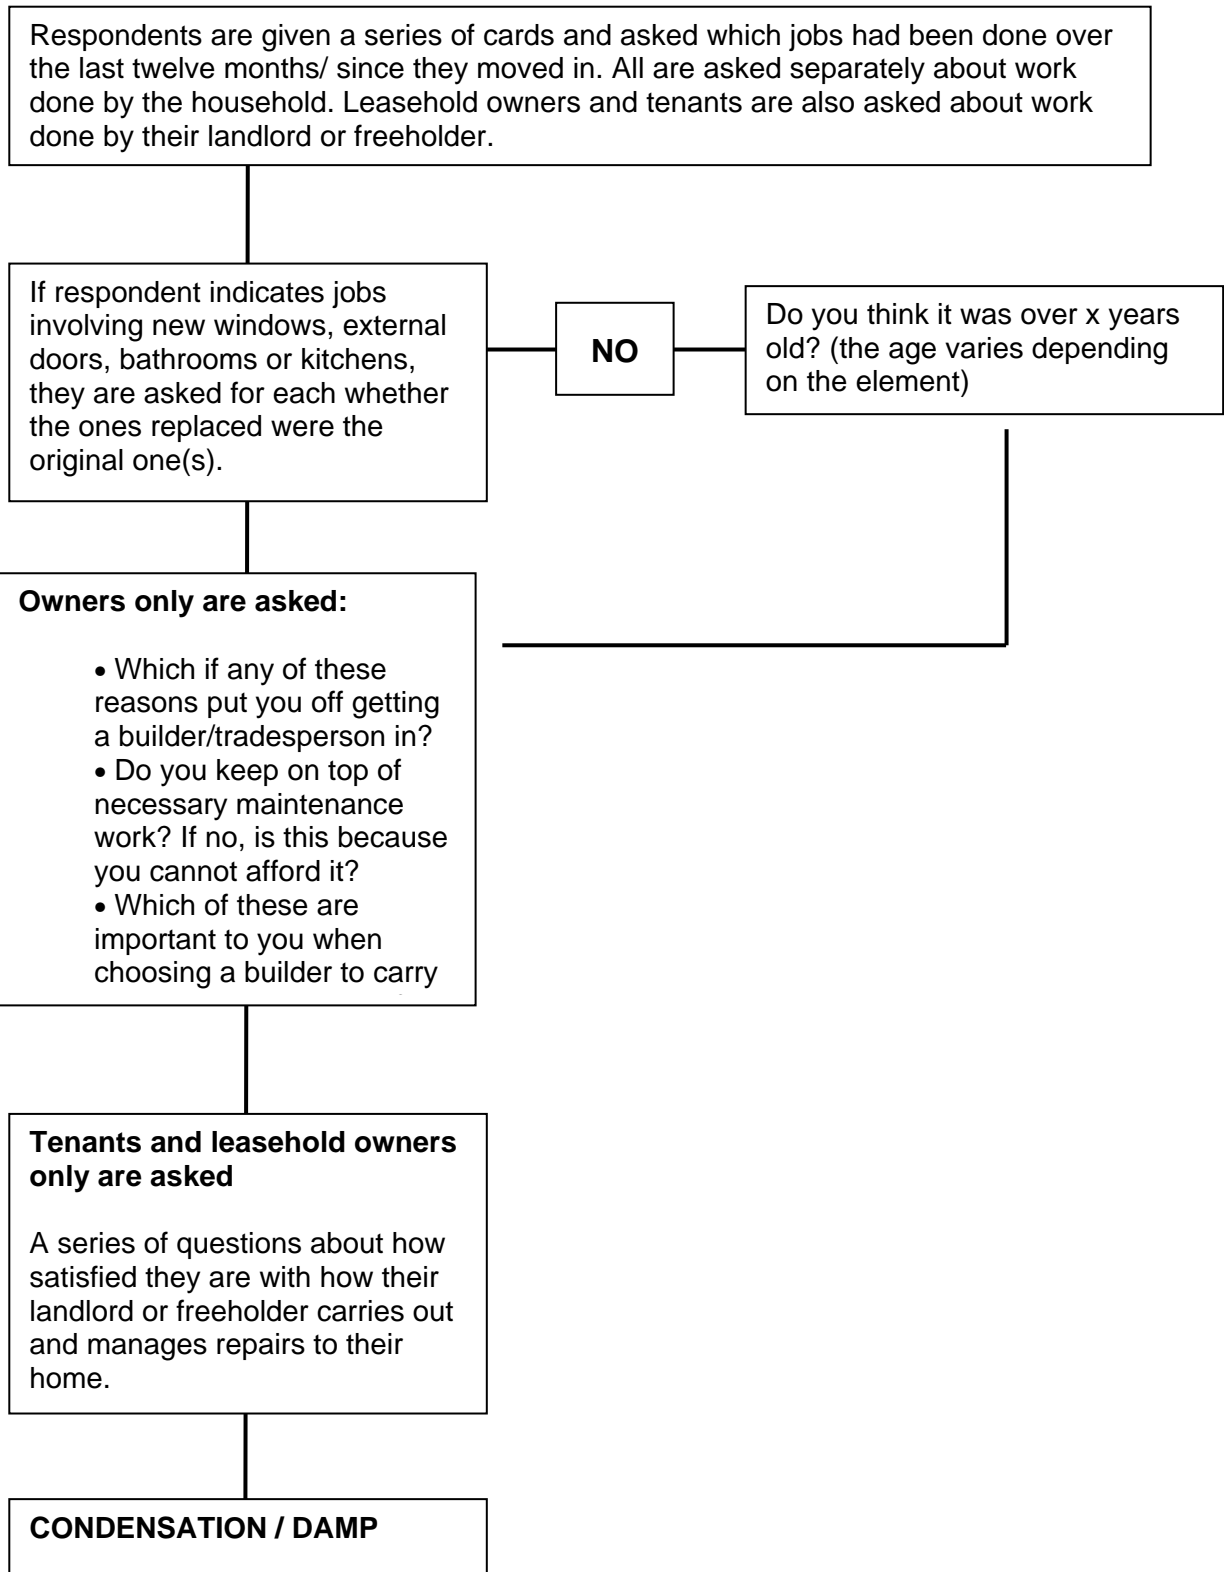 Respondents are given a series of cards and asked which jobs had been done over
the last twelve months/ since they moved in. All are asked separately about work
done by the household. Leasehold owners and tenants are also asked about work
done by their landlord or freeholder.
If respondent indicates jobs
involving new windows, external
doors, bathrooms or kitchens,
they are asked for each whether
the ones replaced were the
original one(s).
NO
Do you think it was over x years
old? (the age varies depending
on the element)
Owners only are asked:
• Which if any of these
reasons put you off getting
a builder/tradesperson in?
• Do you keep on top of
necessary maintenance
work? If no, is this because
you cannot afford it?
• Which of these are
important to you when
choosing a builder to carry
Tenants and leasehold owners
only are asked
A series of questions about how
satisfied they are with how their
landlord or freeholder carries out
and manages repairs to their
home.
CONDENSATION / DAMP